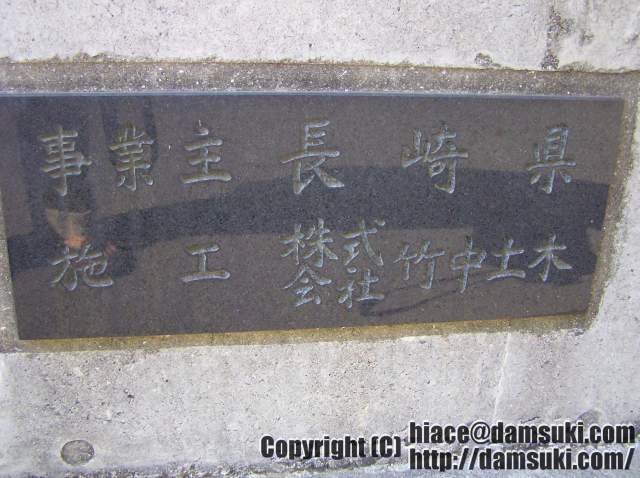 事業主 長崎県
施工 株式会社竹中土木
Copyright (C) hiace@damsuki.com
http://damsuki.com/